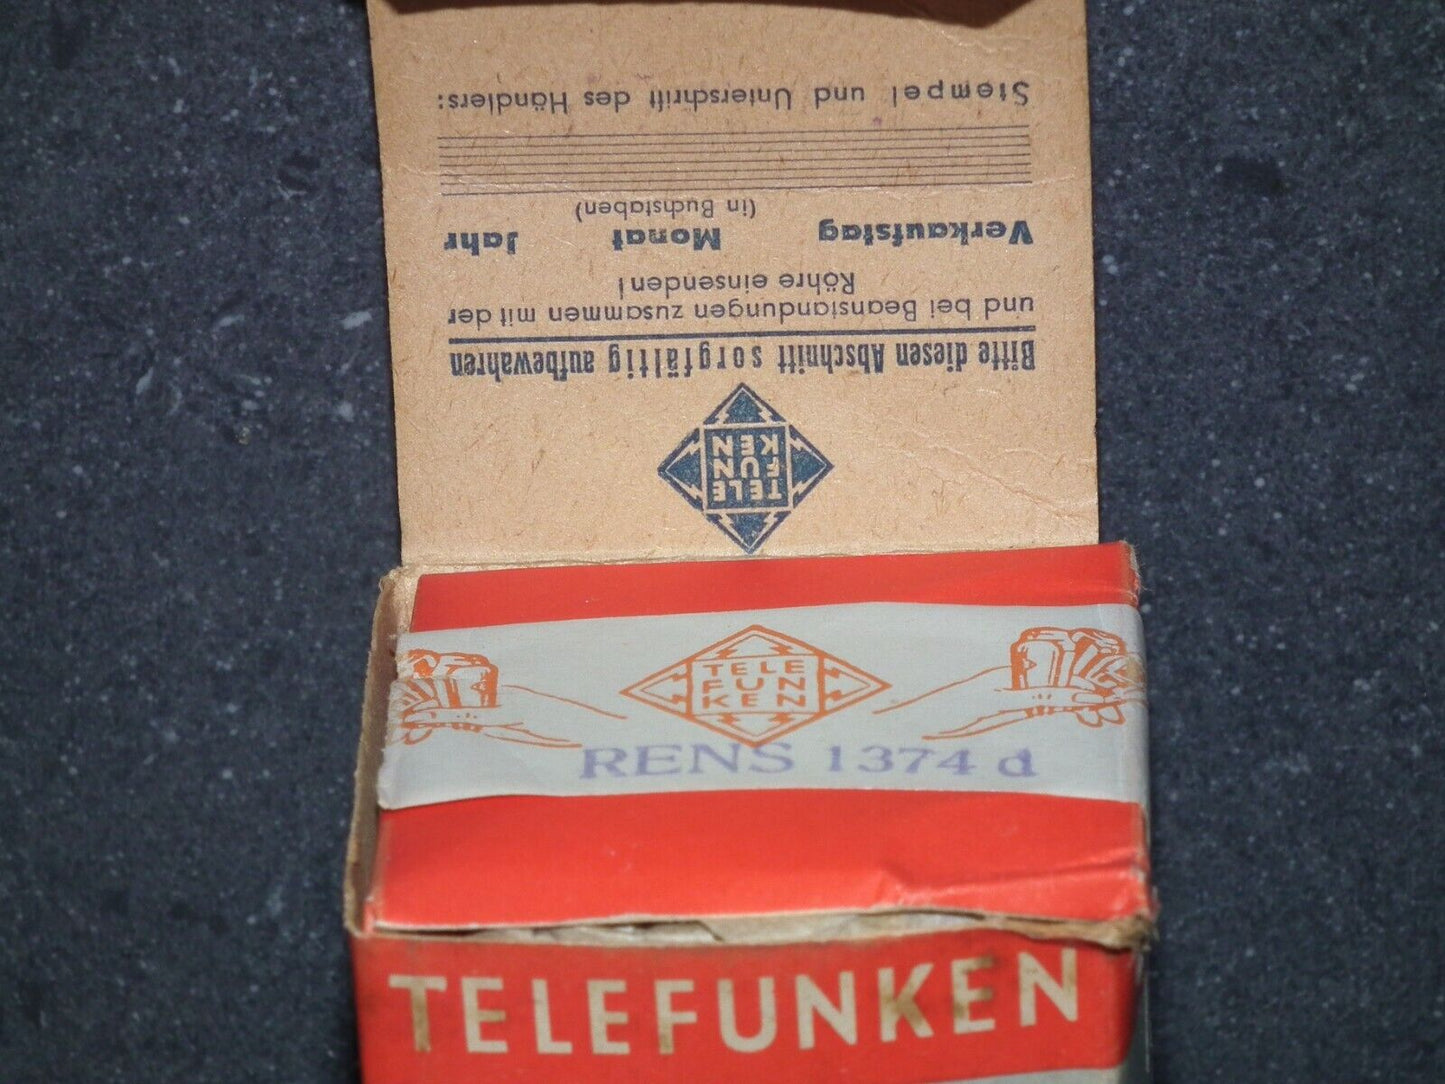 TELE
FUN
KEN
Bitte diesen Abschnitt sorgfältig aufbewahren
und bei Beanstandungen zusammen mit der
Röhre einsenden!
Verkaufstag Monat Jahr
(in Buchstaben)
Stempel und Unterschrift des Händlers:
TELE
FUN
KEN
RENS 1374 d
TELEFUNKEN